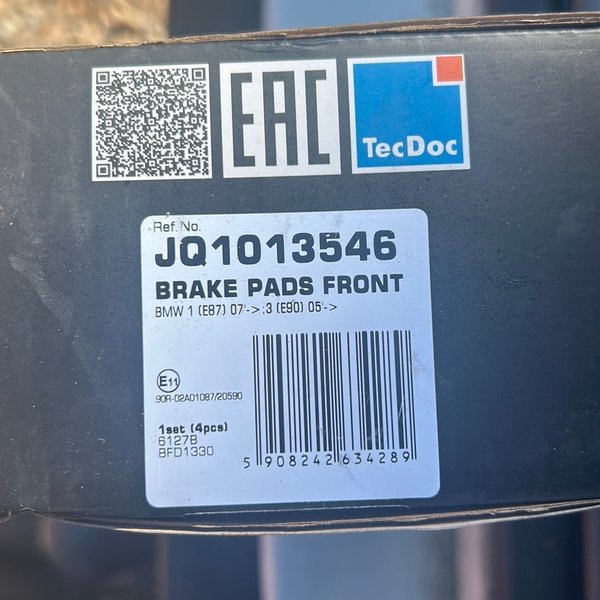 EAC
TecDoc
Ref. No.
JQ1013546
BRAKE PADS FRONT
BMW 1 (E87) 07'->;3 (E90) 05'->
E11
90R-02A01087/20590
1set (4pcs)
6127B
BFD1330
5 908242 634289